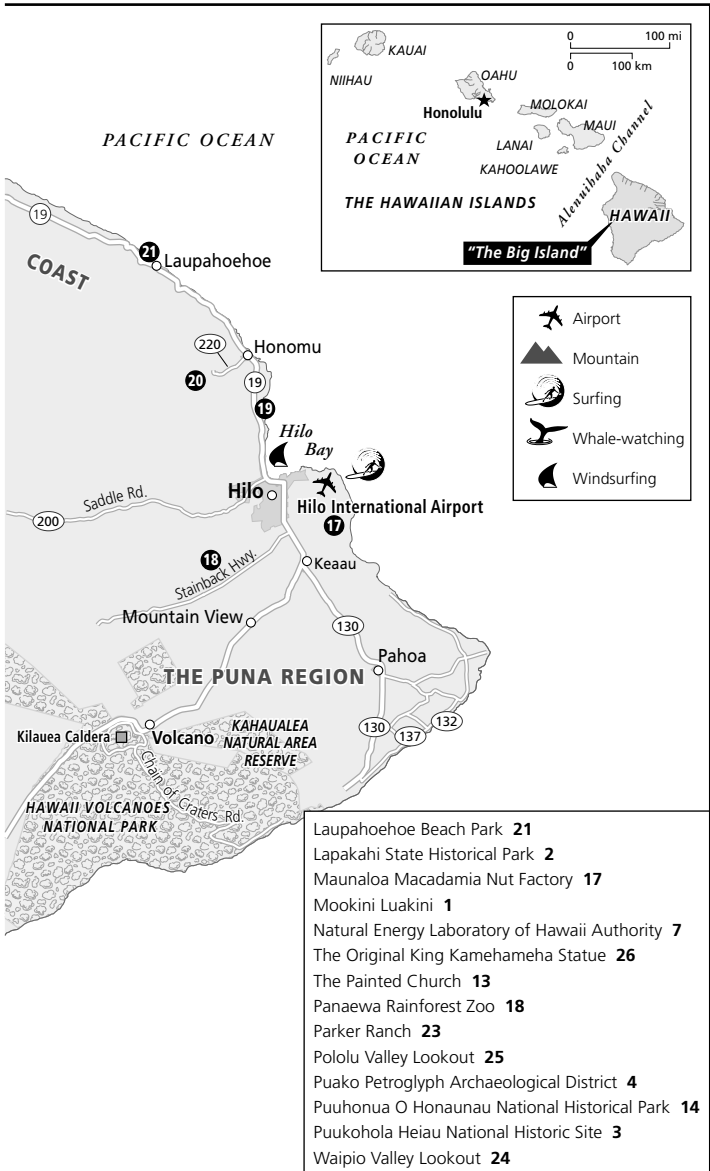 0 100 mi
0 100 km
KAUAI
NIIHAU
OAHU
Honolulu
MOLOKAI
MAUI
LANAI
KAHOOLAWE
PACIFIC
OCEAN
Alenuihaha Channel
THE HAWAIIAN ISLANDS
HAWAII
"The Big Island"
PACIFIC OCEAN
Airport
Mountain
Surfing
Whale-watching
Windsurfing
19
COAST
21
Laupahoehoe
220
Honomu
20
19
19
Hilo
Bay
Hilo
Hilo International Airport
17
Saddle Rd.
200
18
Stainback Hwy.
Keaau
Mountain View
130
Pahoa
THE PUNA REGION
130
137
132
Kilauea Caldera
Volcano
KAHAUALEA
NATURAL AREA
RESERVE
Chain of Craters Rd.
HAWAII VOLCANOES
NATIONAL PARK
Laupahoehoe Beach Park 21
Lapakahi State Historical Park 2
Maunaloa Macadamia Nut Factory 17
Mookini Luakini 1
Natural Energy Laboratory of Hawaii Authority 7
The Original King Kamehameha Statue 26
The Painted Church 13
Panaewa Rainforest Zoo 18
Parker Ranch 23
Pololu Valley Lookout 25
Puako Petroglyph Archaeological District 4
Puuhonua O Honaunau National Historical Park 14
Puukohola Heiau National Historic Site 3
Waipio Valley Lookout 24